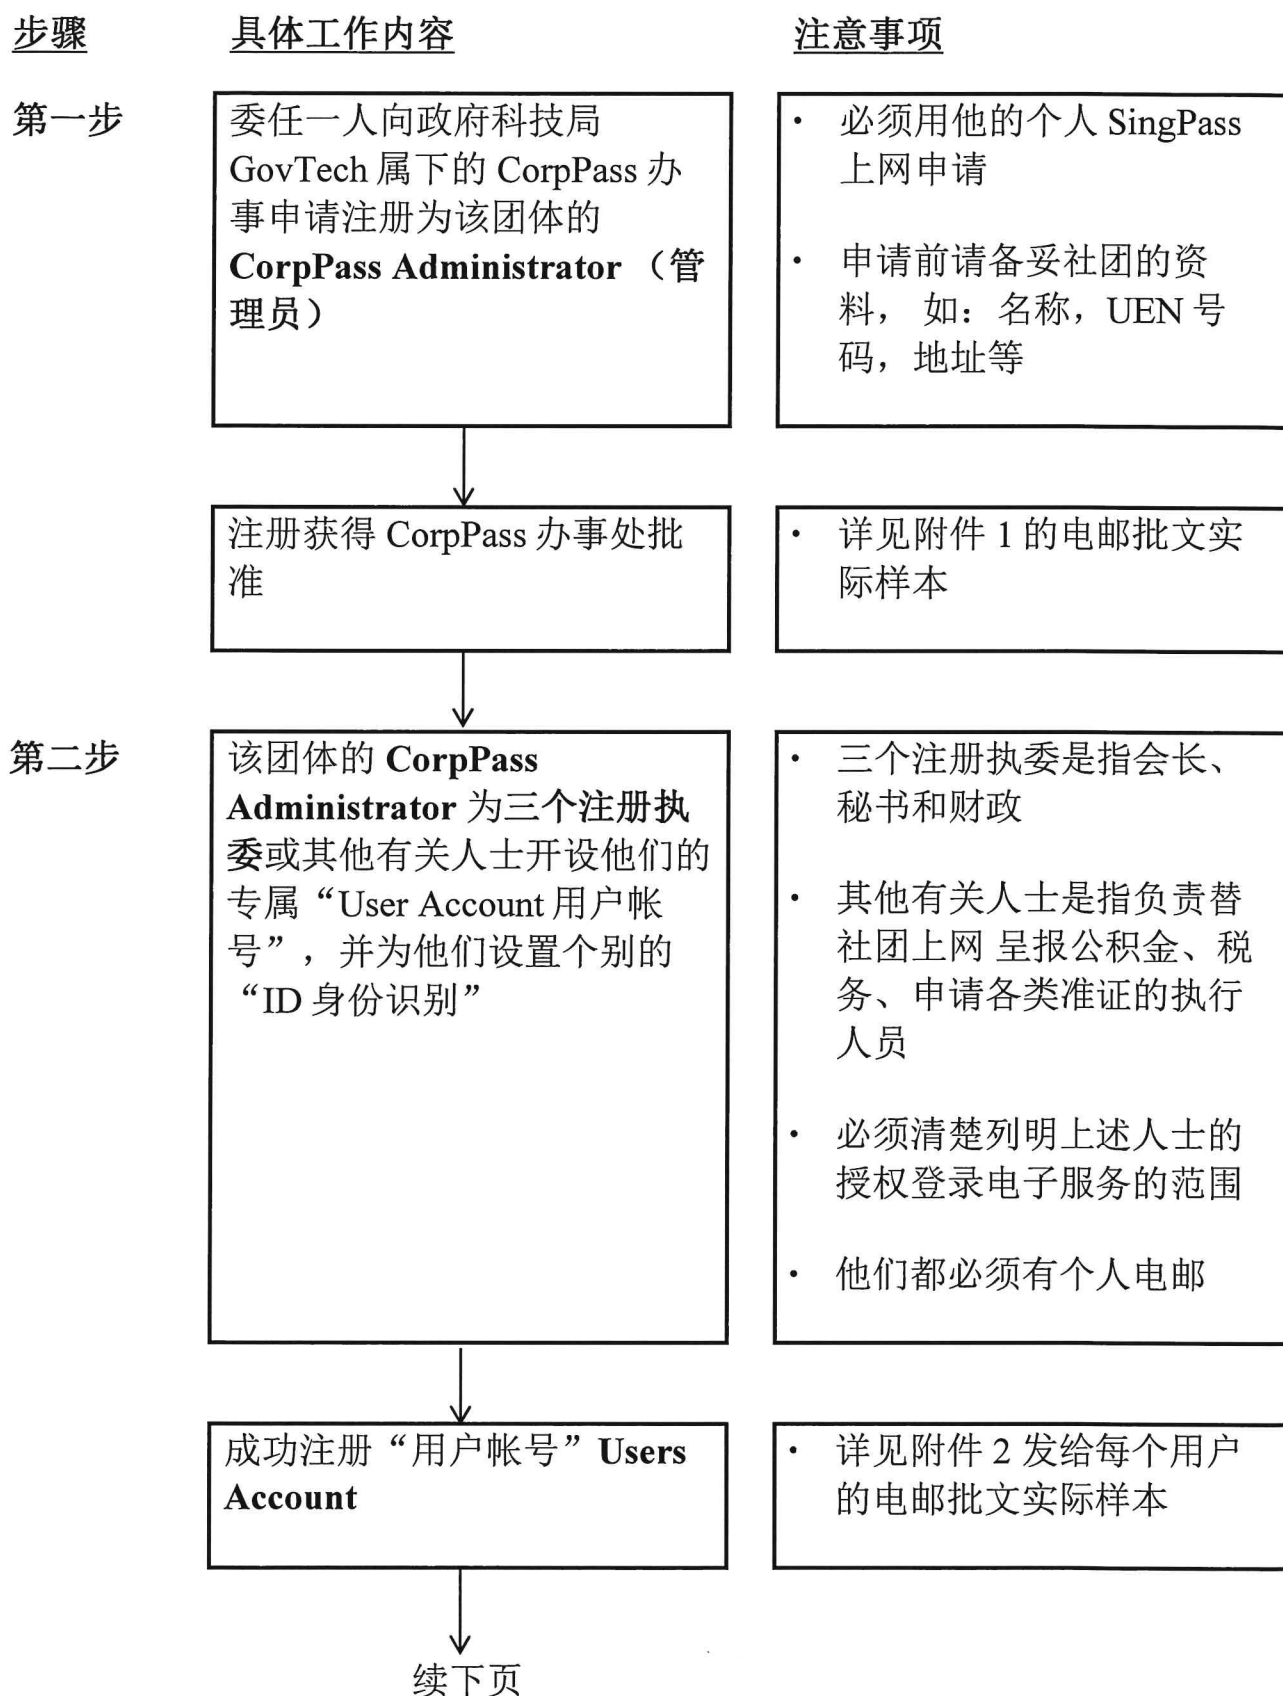 步骤 具体工作内容 注意事项
第一步
委任一人向政府科技局
GovTech 属下的 CorpPass 办
事申请注册为该团体的
CorpPass Administrator （管
理员）
• 必须用他的个人 SingPass
上网申请
• 申请前请备妥社团的资
料， 如：名称，UEN 号
码，地址等
注册获得 CorpPass 办事处批
准
• 详见附件 1 的电邮批文实
际样本
第二步
该团体的 CorpPass
Administrator 为三个注册执
委或其他有关人士开设他们的
专属“User Account 用户帐
号”，并为他们设置个别的
“ID 身份识别”
• 三个注册执委是指会长、
秘书和财政
• 其他有关人士是指负责替
社团上网 呈报公积金、税
务、申请各类准证的执行
人员
• 必须清楚列明上述人士的
授权登录电子服务的范围
• 他们都必须有个人电邮
成功注册“用户帐号”Users
Account
• 详见附件 2 发给每个用户
的电邮批文实际样本
续下页